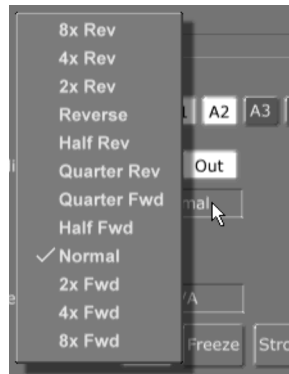 8x Rev
4x Rev
2x Rev
Reverse A2 A3
Half Rev
Quarter Rev Out
Quarter Fwd
Half Fwd
Normal
2x Fwd
4x Fwd
8x Fwd
Freeze